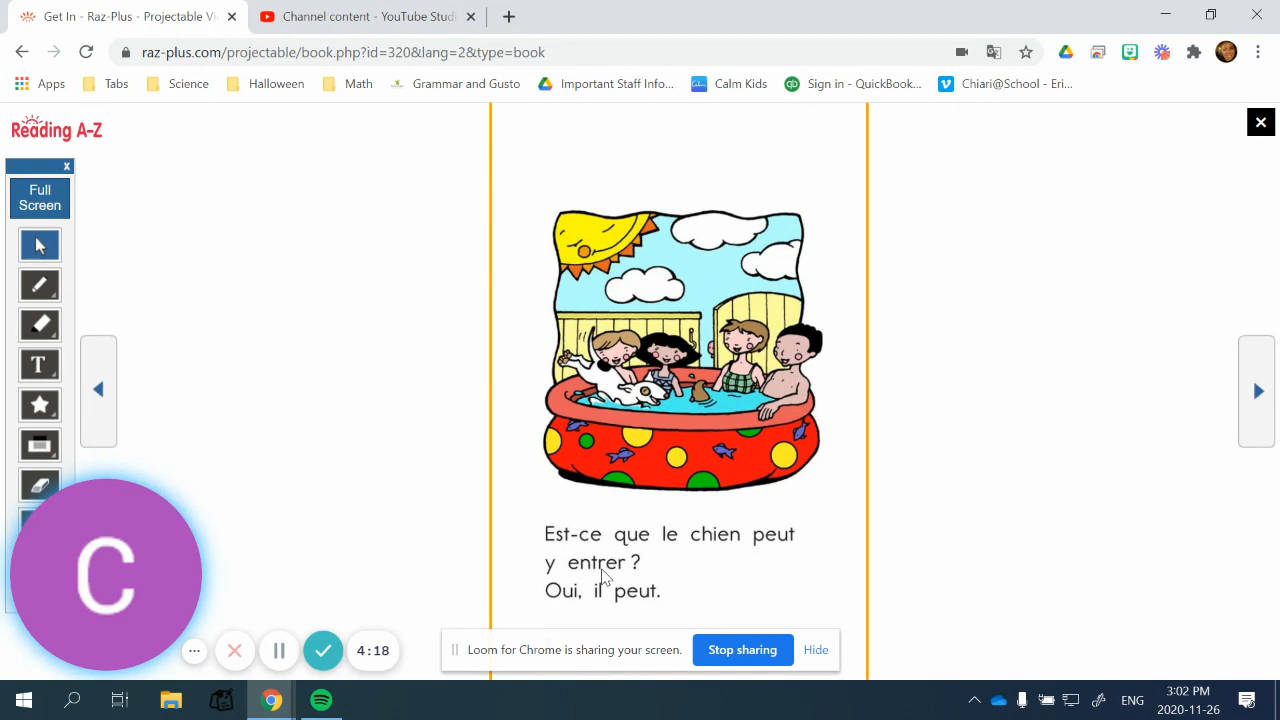 Get In - Raz-Plus - Projectable Vi
Channel content - YouTube Studi
raz-plus.com/projectable/book.php?id=320&lang=2&type=book
Apps Tabs Science Halloween Math Grammar and Gusto Important Staff Info... Calm Kids Sign in - QuickBook... Chiari@School - Eri...
Reading A-Z
x
Full
Screen
T
Est-ce que le chien peut
y entrer ?
Oui, il peut.
C
4:18
Loom for Chrome is sharing your screen. Stop sharing Hide
ENG
3:02 PM
2020-11-26